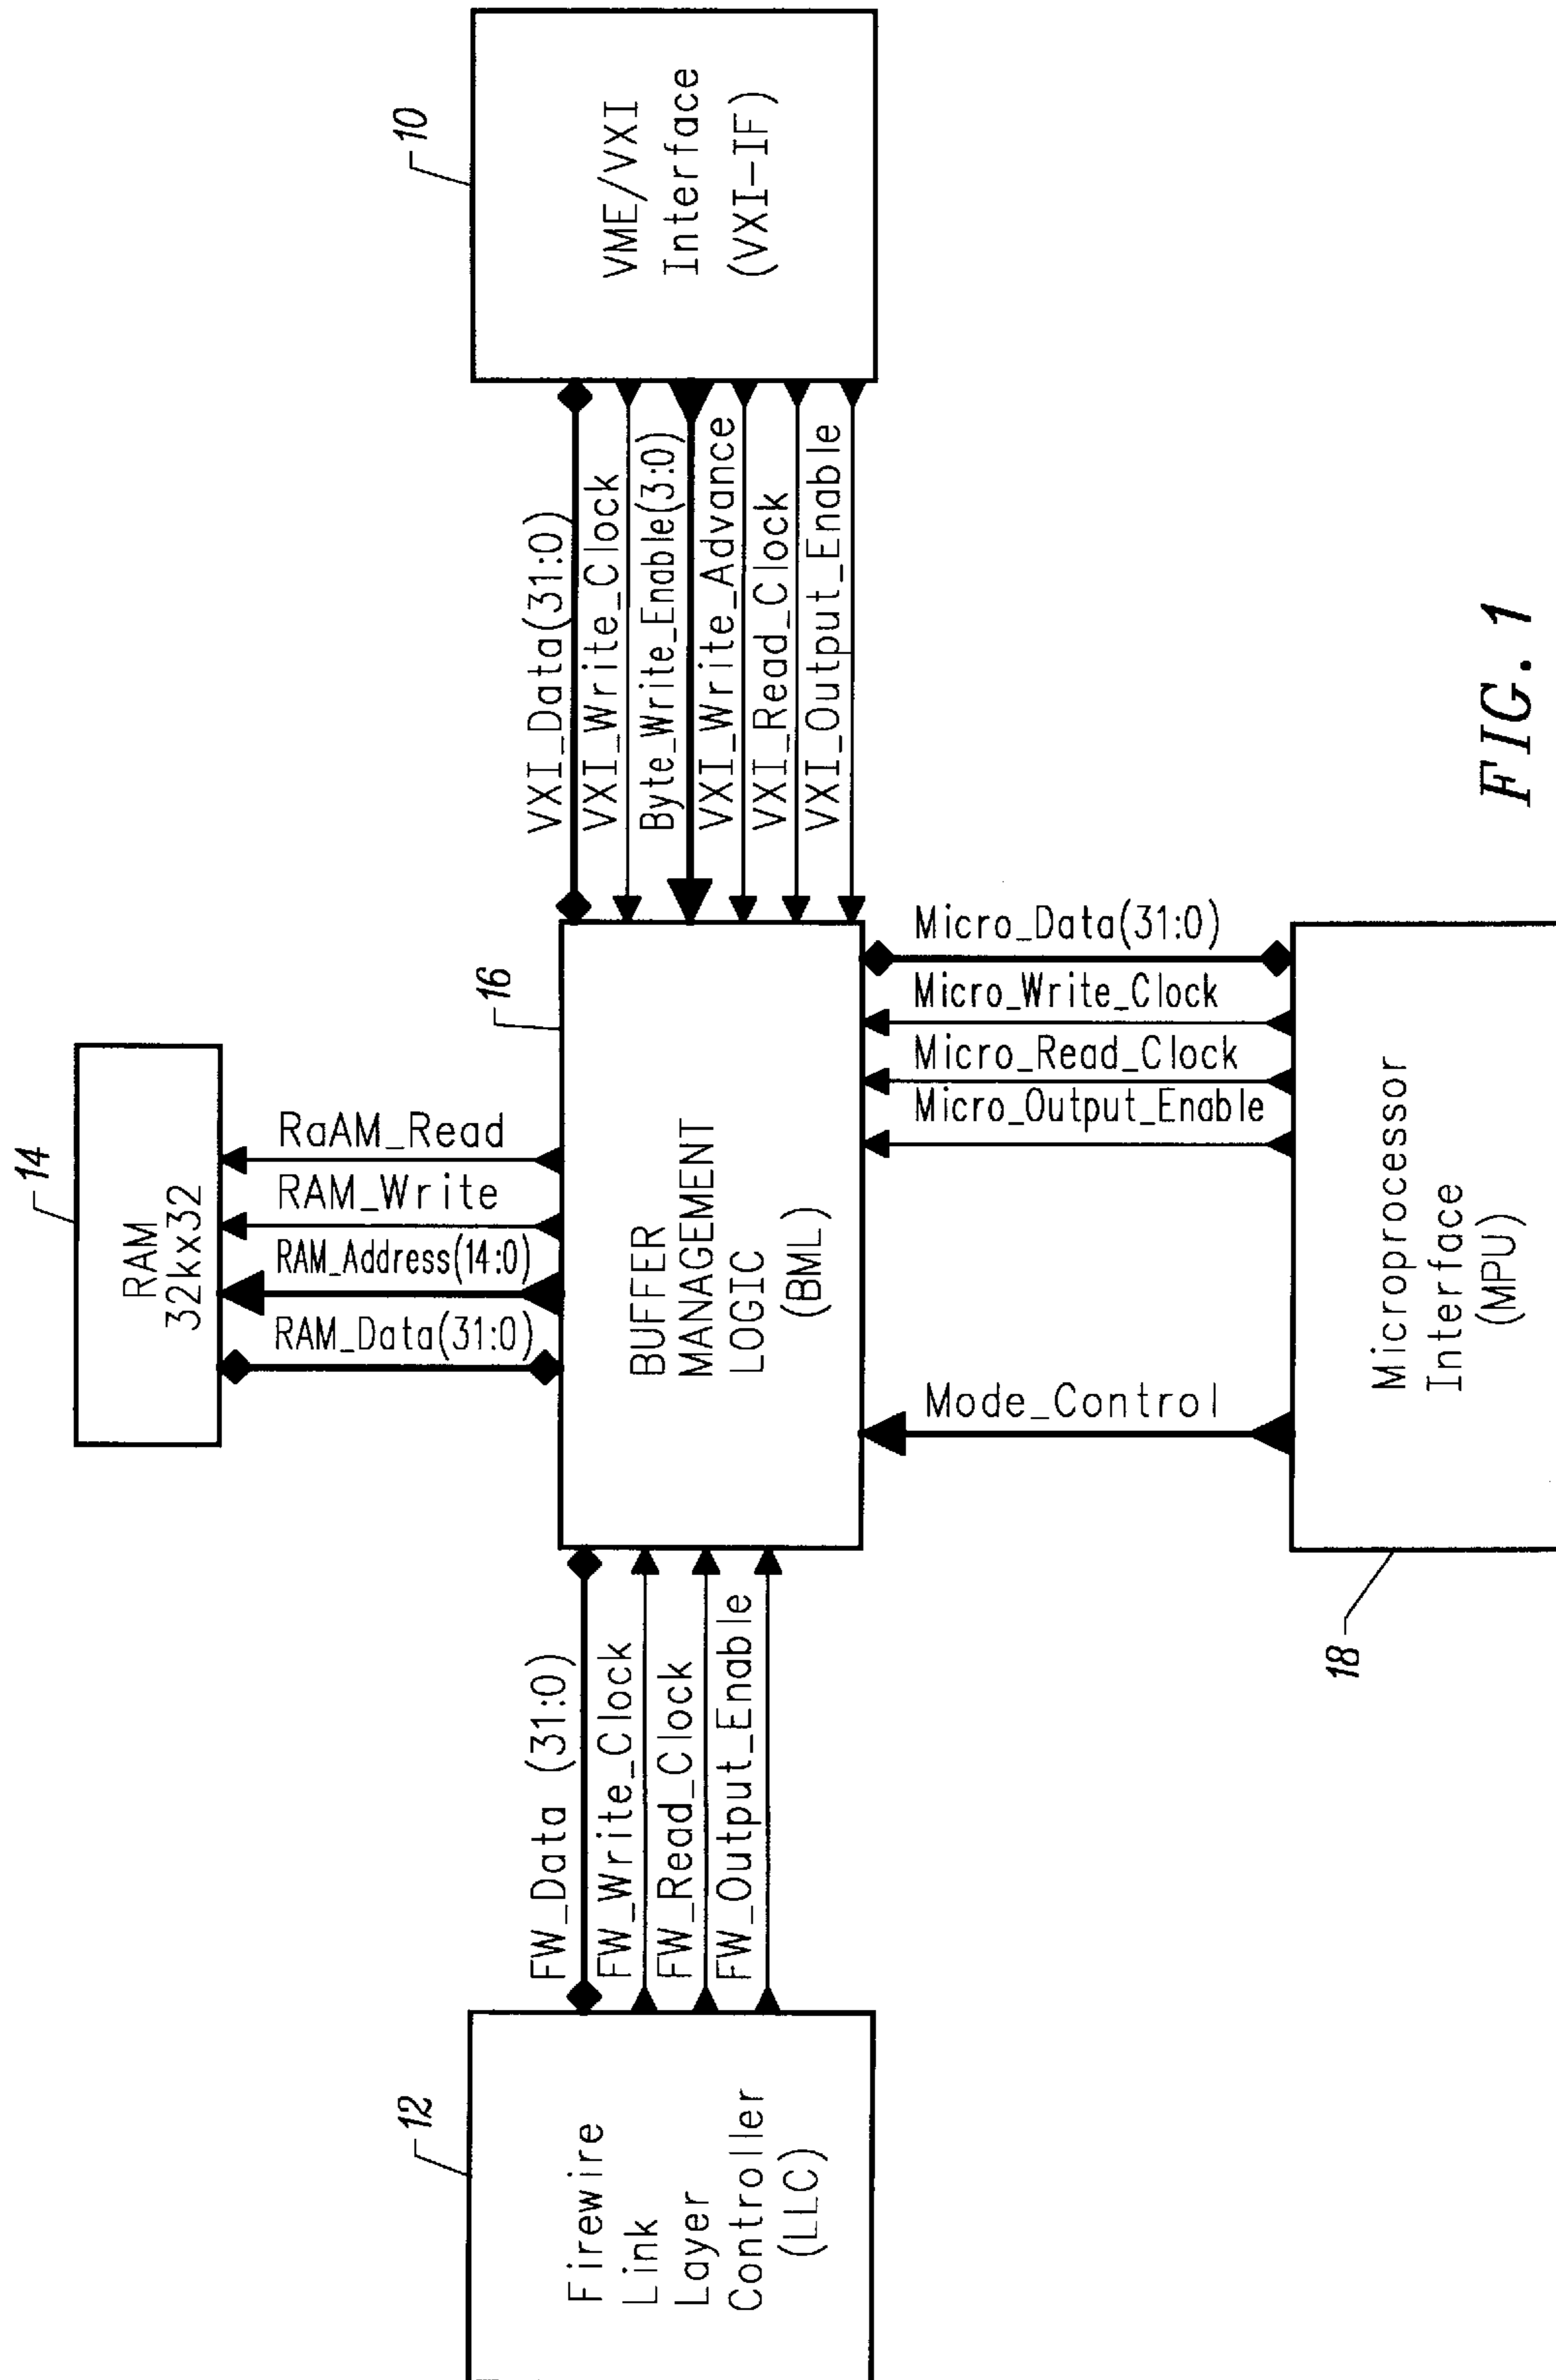 14
RAM
32kx32
RaAM_Read
RAM_Write
RAM_Address(14:0)
RAM_Data(31:0)
12
Firewire
Link
Layer
Controller
(LLC)
FW_Data (31:0)
FW_Write_Clock
FW_Read_Clock
FW_Output_Enable
16
BUFFER
MANAGEMENT
LOGIC
(BML)
VXI_Data(31:0)
VXI_Write_Clock
Byte_Write_Enable(3:0)
VXI_Write_Advance
VXI_Read_Clock
VXI_Output_Enable
10
VME/VXI
Interface
(VXI-IF)
Micro_Data(31:0)
Micro_Write_Clock
Micro_Read_Clock
Micro_Output_Enable
Mode_Control
18
Microprocessor
Interface
(MPU)
FIG. 1